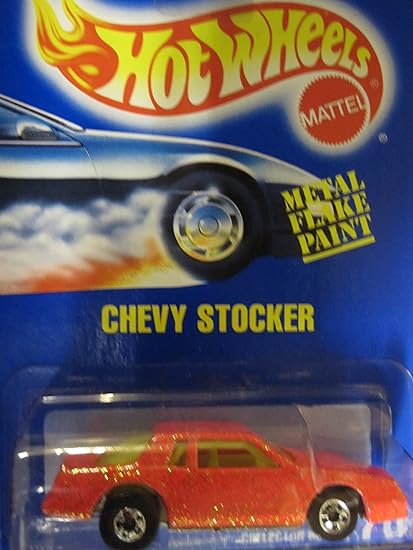 Hot Wheels
MATTEL
®
METAL
FLAKE
PAINT
CHEVY STOCKER